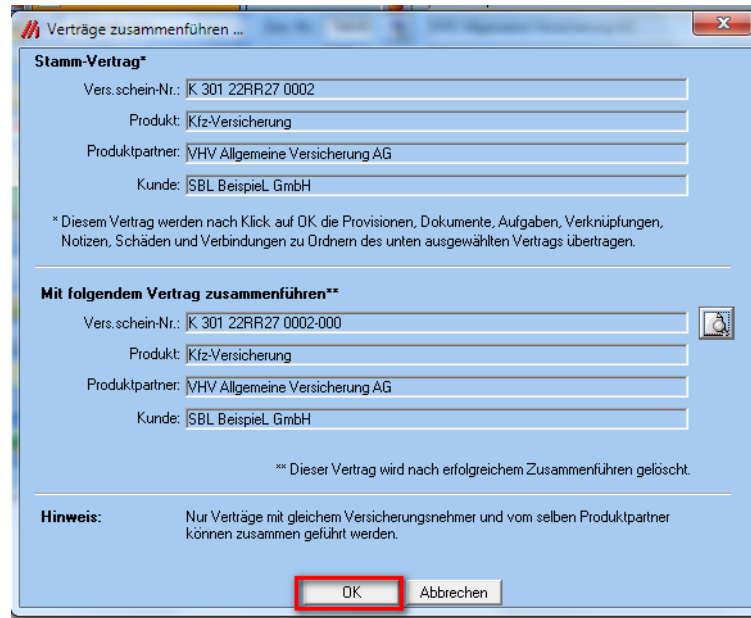 Verträge zusammenführen ...
Stamm-Vertrag*
Vers.schein-Nr.: K 301 22RR27 0002
Produkt: Kfz-Versicherung
Produktpartner: VHV Allgemeine Versicherung AG
Kunde: SBL BeispieL GmbH
* Diesem Vertrag werden nach Klick auf OK die Provisionen, Dokumente, Aufgaben, Verknüpfungen,
Notizen, Schäden und Verbindungen zu Ordnern des unten ausgewählten Vertrags übertragen.
Mit folgendem Vertrag zusammenführen**
Vers.schein-Nr.: K 301 22RR27 0002-000
Produkt: Kfz-Versicherung
Produktpartner: VHV Allgemeine Versicherung AG
Kunde: SBL BeispieL GmbH
** Dieser Vertrag wird nach erfolgreichem Zusammenführen gelöscht.
Hinweis: Nur Verträge mit gleichem Versicherungsnehmer und vom selben Produktpartner
können zusammen geführt werden.
OK Abbrechen